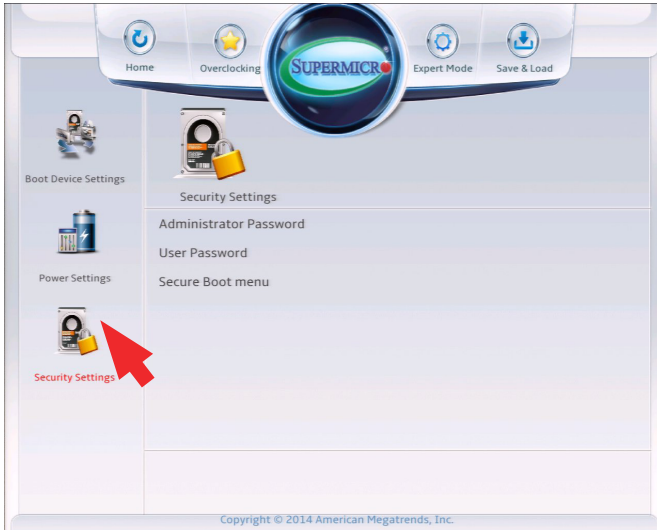 Home
Overclocking
SUPERMICR
Expert Mode
Save & Load
Boot Device Settings
Power Settings
Security Settings
Security Settings
Administrator Password
User Password
Secure Boot menu
Copyright © 2014 American Megatrends, Inc.